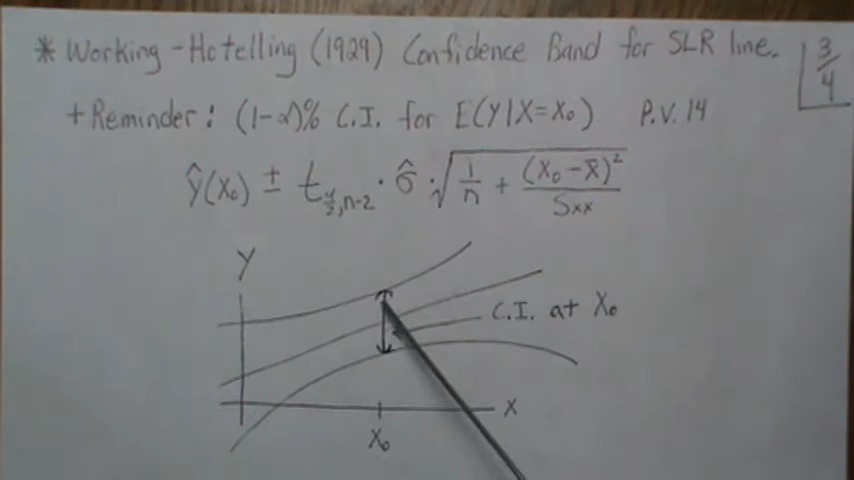 * Working-Hotelling (1929) Confidence Band for SLR line.
3/4
+ Reminder: (1-α)% C.I. for E(Y|X=X₀) P.V. 14
Ŷ(X₀) ± t_{α/2, n-2} · σ̂ · √(1/n + (X₀ - X̄)²/Sxx)
Y
C.I. at X₀
X
X₀